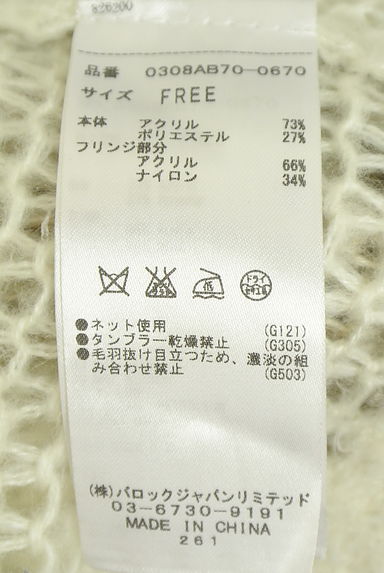 品番 0308AB70-0670
サイズ FREE
本体 アクリル 73%
ポリエステル 27%
フリンジ部分
アクリル 66%
ナイロン 34%
ドライ
●ネット使用 (G121)
●タンブラー乾燥禁止 (G305)
●毛羽抜け目立つため、濃淡の組
み合わせ禁止 (G503)
(株)バロックジャパンリミテッド
03-6730-9191
MADE IN CHINA
261